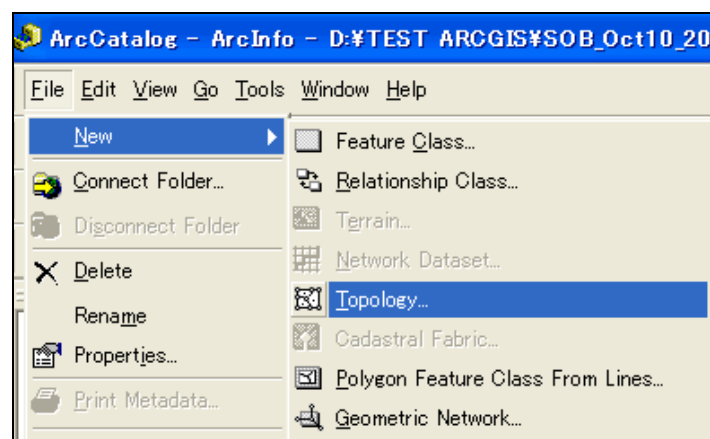 ArcCatalog - ArcInfo - D:¥TEST ARCGIS¥SOB_Oct10_20
File Edit View Go Tools Window Help
New
Connect Folder...
Disconnect Folder
Delete
Rename
Properties...
Print Metadata...
Feature Class...
Relationship Class...
Terrain...
Network Dataset...
Topology...
Cadastral Fabric...
Polygon Feature Class From Lines...
Geometric Network...